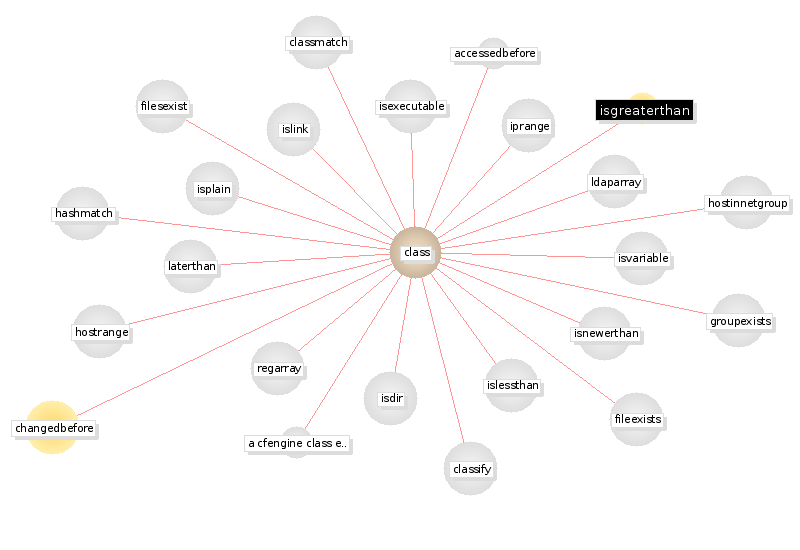 classmatch
accessedbefore
filesexist
isexecutable
isgreaterthan
islink
iprange
ldaparray
isplain
hostinnetgroup
hashmatch
class
isvariable
laterthan
groupexists
hostrange
isnewerthan
regarray
islessthan
isdir
fileexists
changedbefore
a cfengine class e..
classify